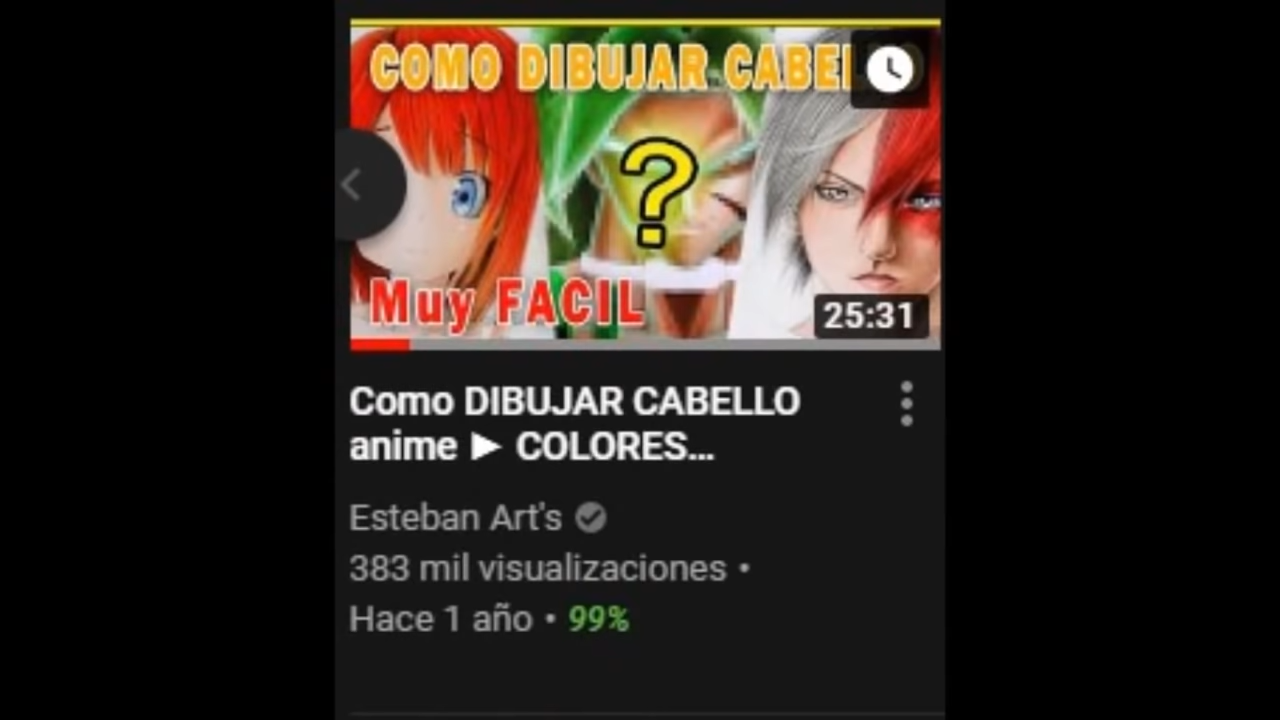 COMO DIBUJAR CABE
Muy FACIL
25:31
Como DIBUJAR CABELLO
anime ► COLORES...
Esteban Art's
383 mil visualizaciones •
Hace 1 año • 99%